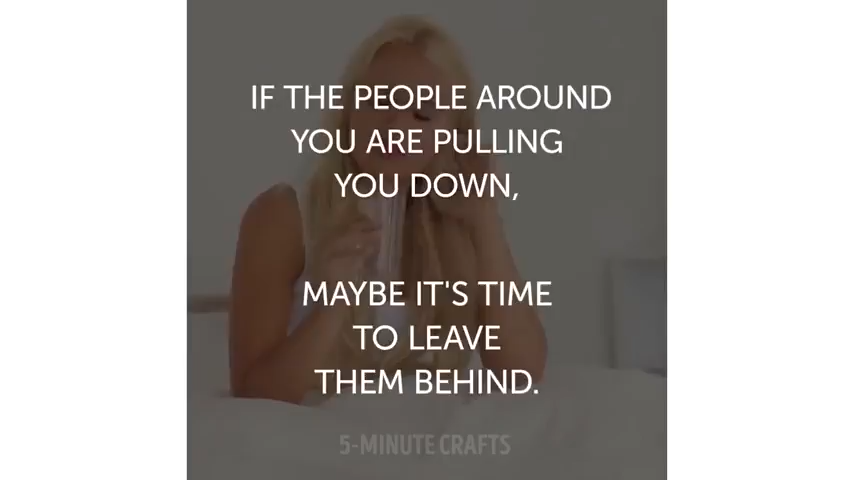 IF THE PEOPLE AROUND
YOU ARE PULLING
YOU DOWN,
MAYBE IT'S TIME
TO LEAVE
THEM BEHIND.
5-MINUTE CRAFTS